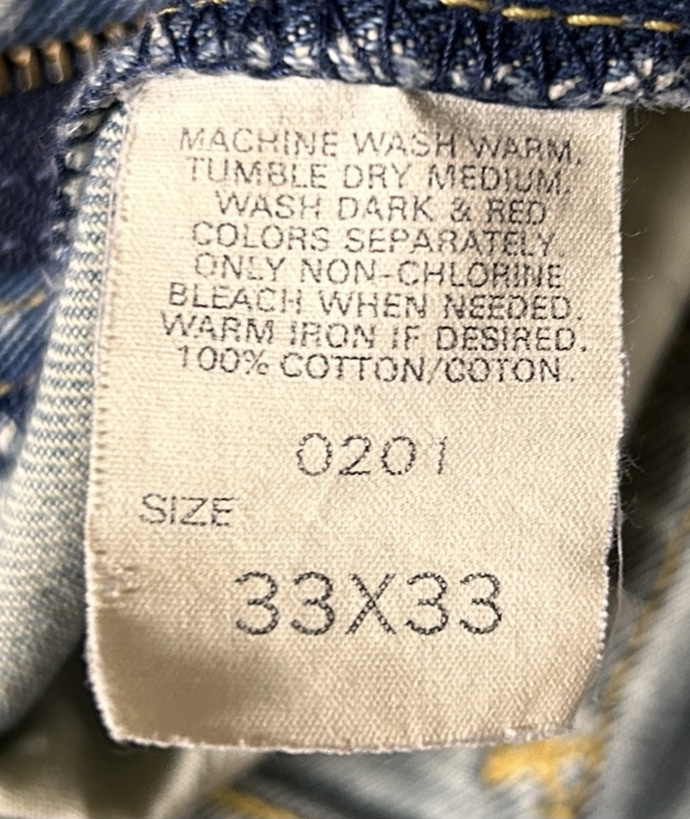 MACHINE WASH WARM.
TUMBLE DRY MEDIUM.
WASH DARK & RED
COLORS SEPARATELY.
ONLY NON-CHLORINE
BLEACH WHEN NEEDED.
WARM IRON IF DESIRED.
100% COTTON/COTON.
0201
SIZE
33X33